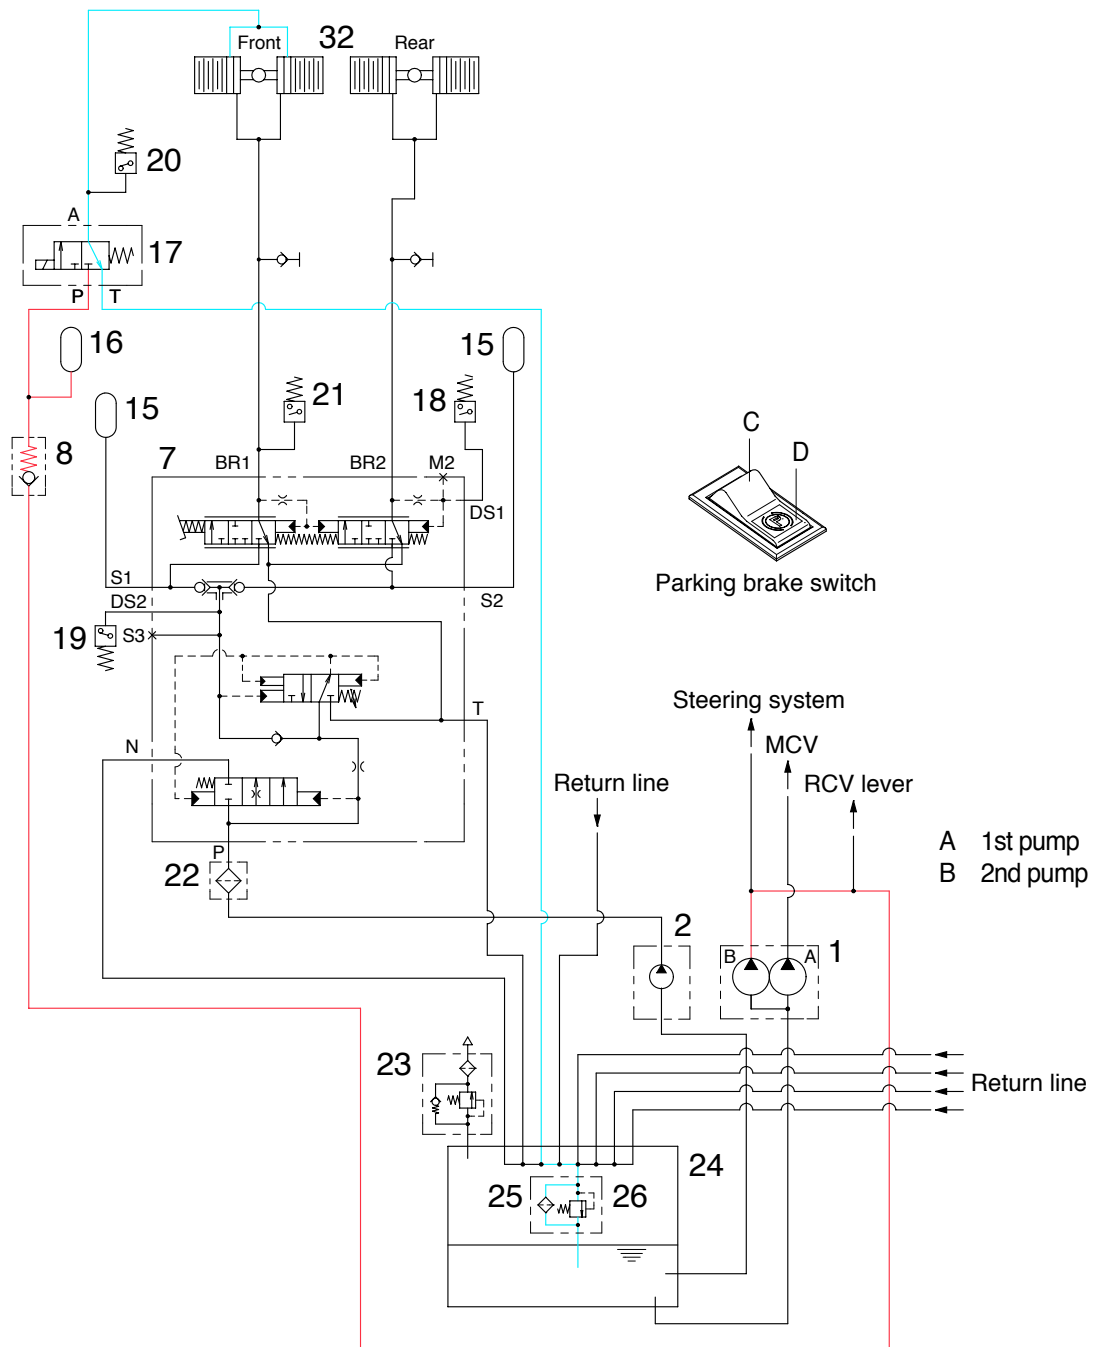 Front
32
Rear
20
A
17
P
T
16
15
15
21
18
8
7
BR1
BR2
M2
DS1
C
D
Parking brake switch
S1
S2
DS2
19
S3
T
N
Steering system
MCV
Return line
RCV lever
A 1st pump
B 2nd pump
P
22
2
B
A
1
23
Return line
24
25
26